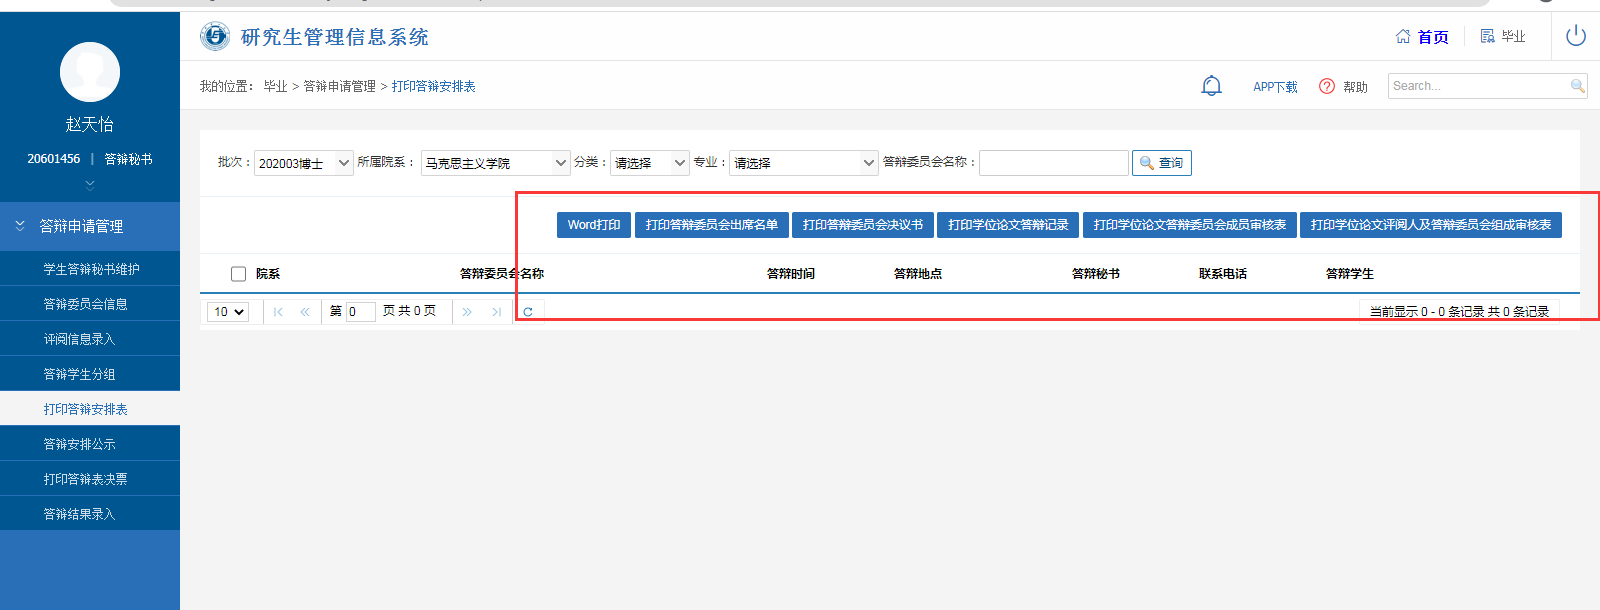 研究生管理信息系统
首页
毕业
我的位置： 毕业 > 答辩申请管理 > 打印答辩安排表
APP下载
帮助
Search...
赵天怡
20601456 | 答辩秘书
答辩申请管理
学生答辩秘书维护
答辩委员会信息
评阅信息录入
答辩学生分组
打印答辩安排表
答辩安排公示
打印答辩表决票
答辩结果录入
批次： 202003博士 所属院系： 马克思主义学院 分类： 请选择 专业： 请选择 答辩委员会名称： 查询
Word打印 打印答辩委员会出席名单 打印答辩委员会决议书 打印学位论文答辩记录 打印学位论文答辩委员会成员审核表 打印学位论文评阅人及答辩委员会组成审核表
院系 答辩委员会名称 答辩时间 答辩地点 答辩秘书 联系电话 答辩学生
10 第 0 页 共 0 页 当前显示 0 - 0 条记录 共 0 条记录